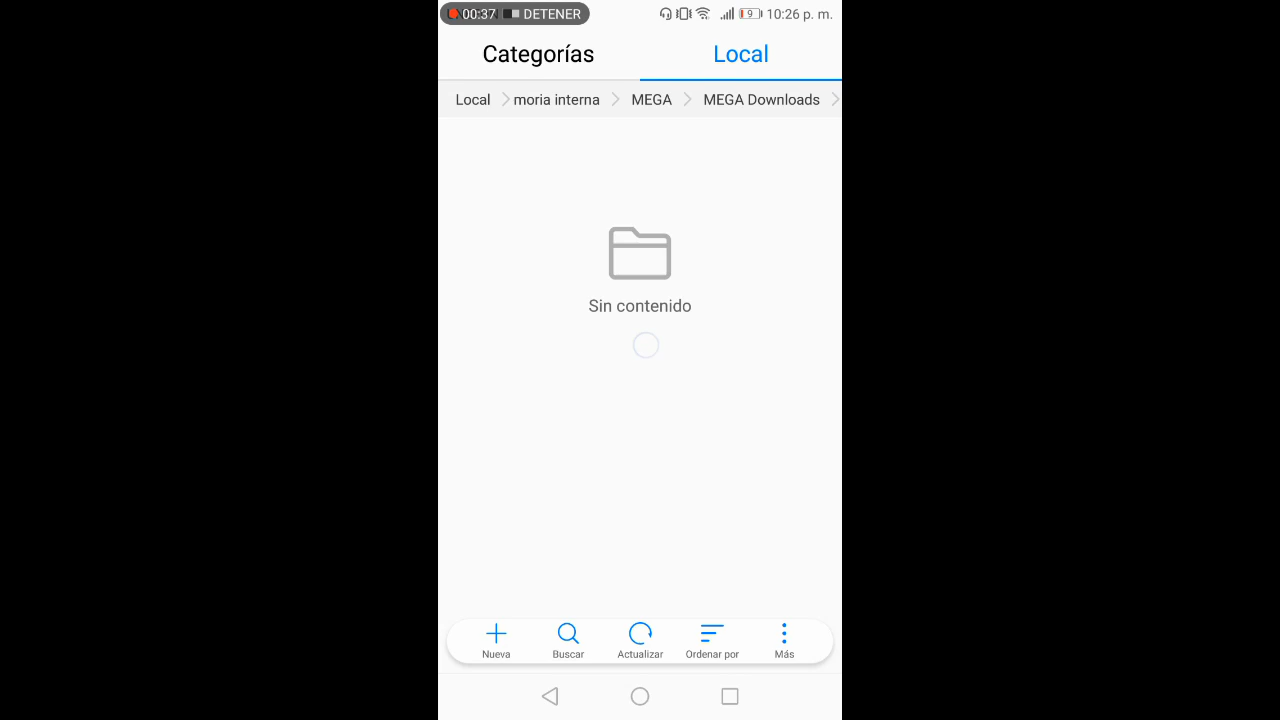 00:37 DETENER 9 10:26 p. m.
Categorías Local
Local moria interna MEGA MEGA Downloads
Sin contenido
Nueva Buscar Actualizar Ordenar por Más